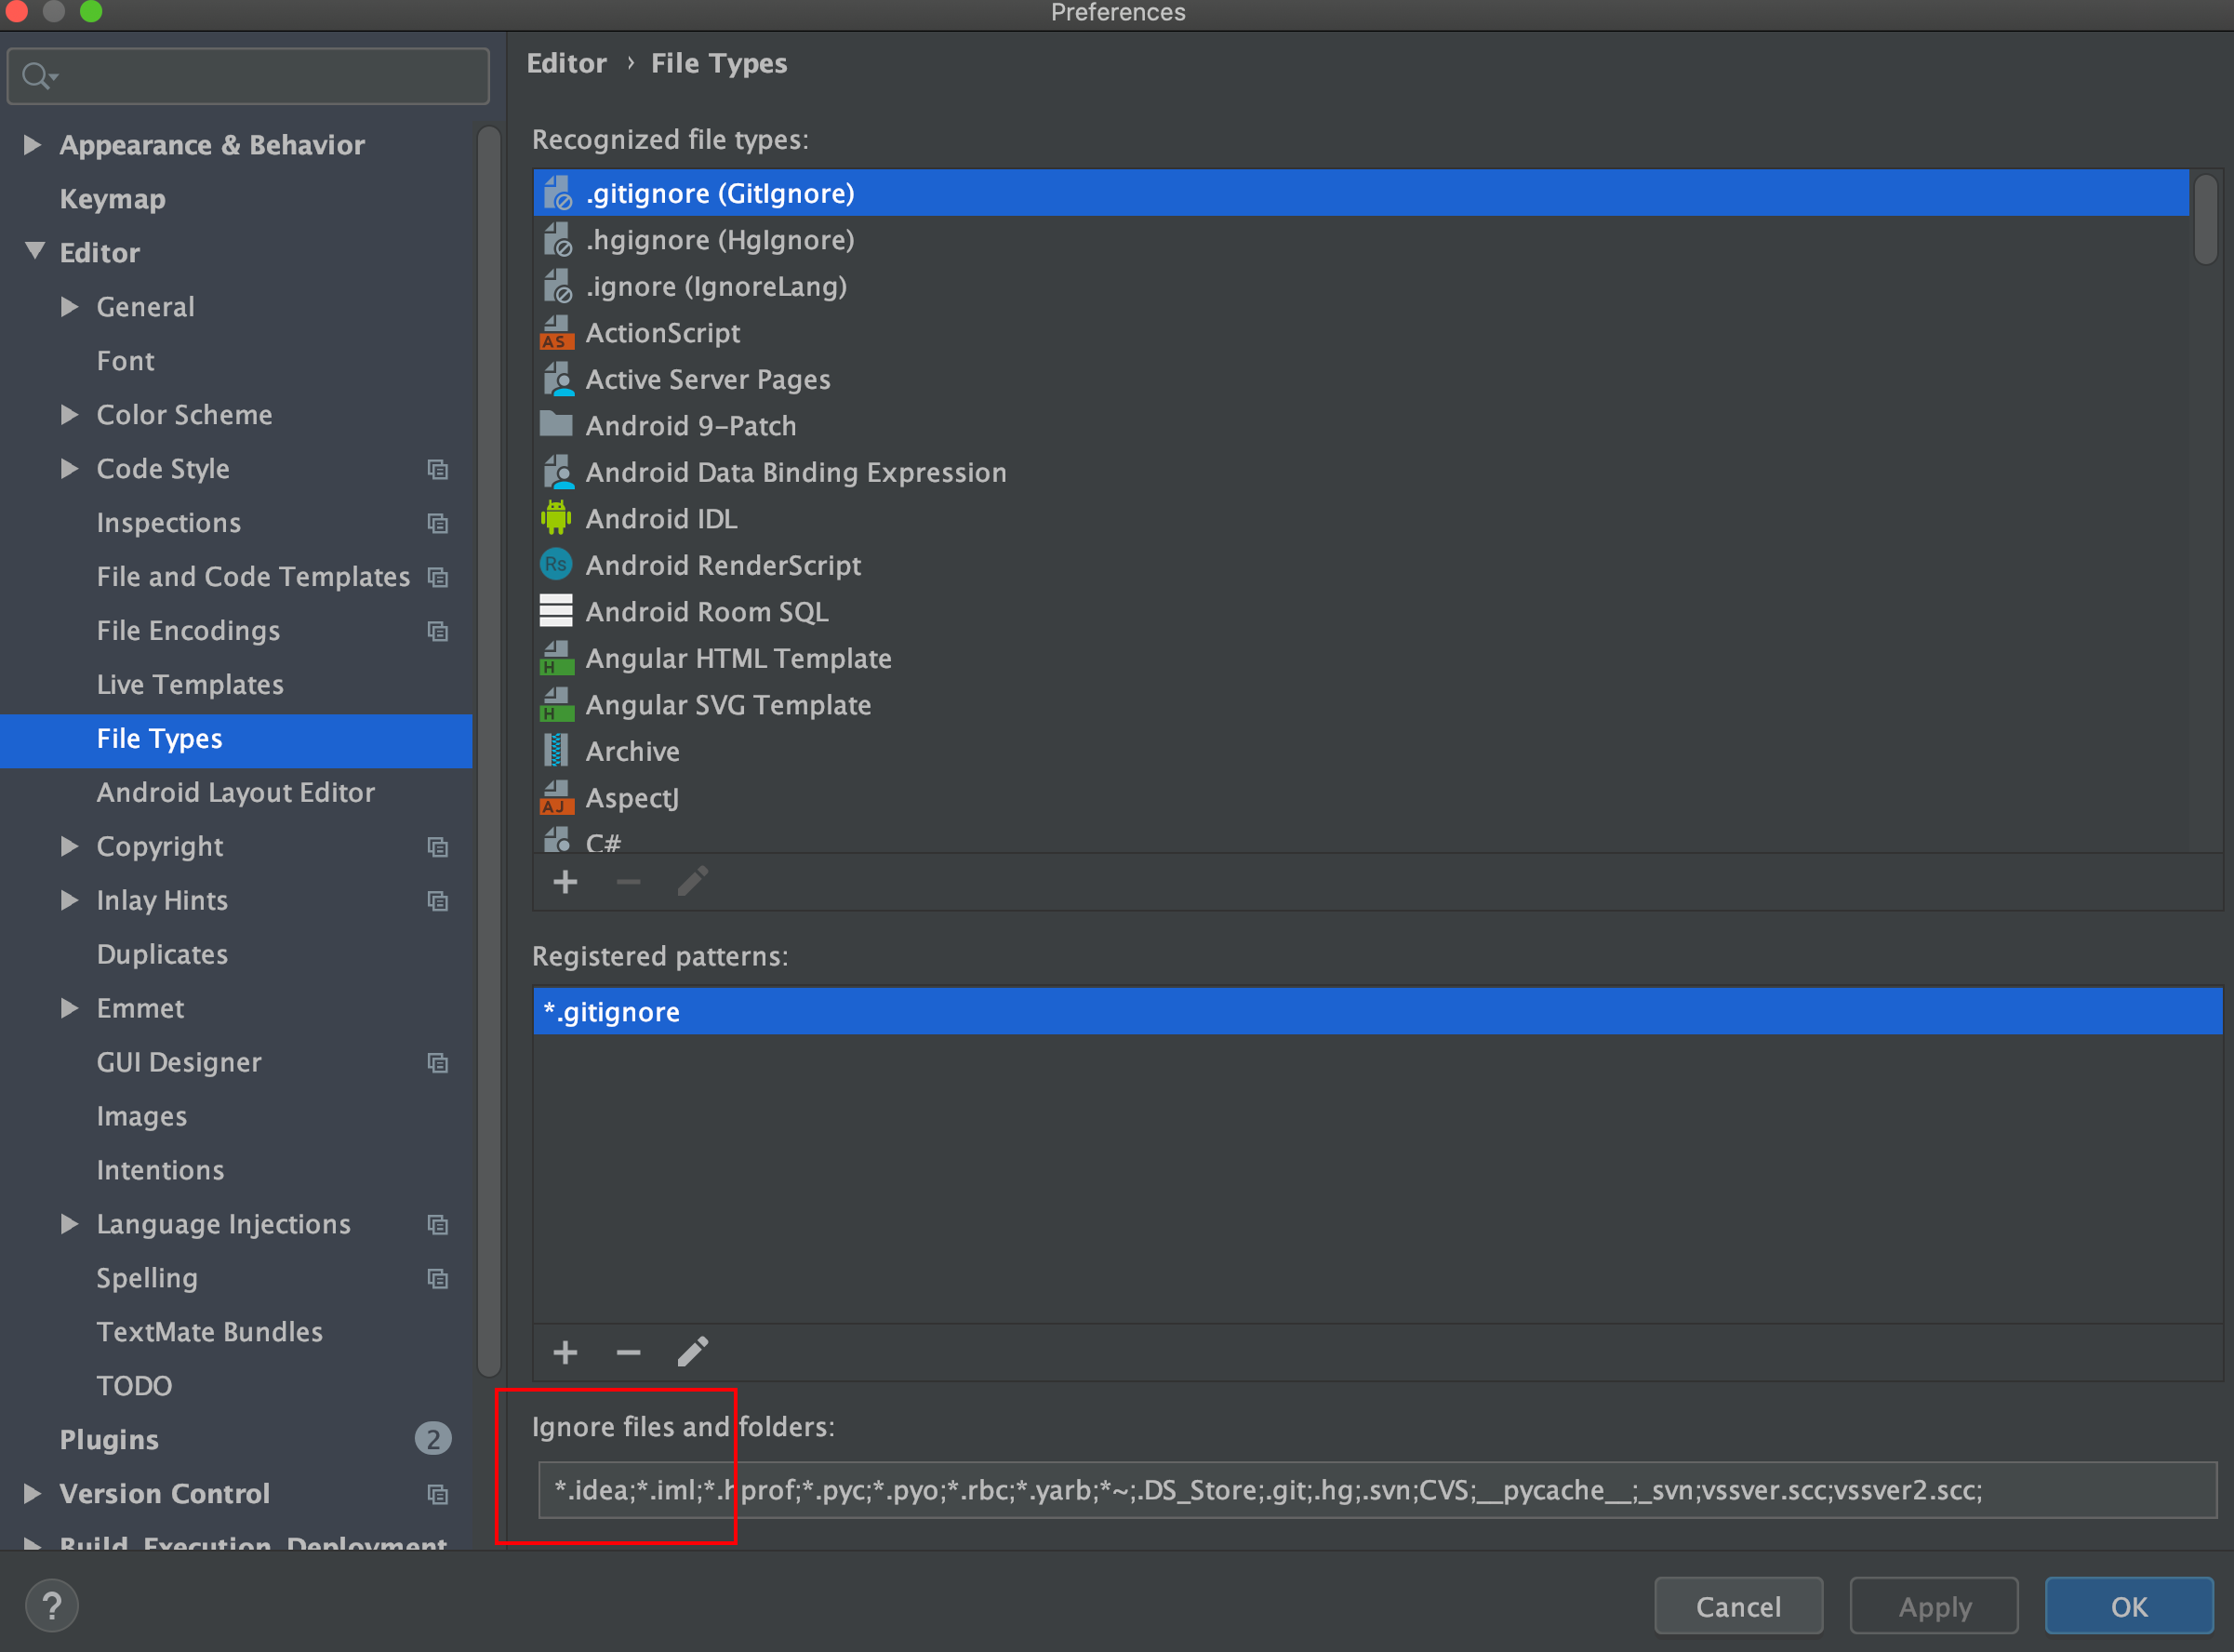 Preferences
Appearance & Behavior
Keymap
Editor
General
Font
Color Scheme
Code Style
Inspections
File and Code Templates
File Encodings
Live Templates
File Types
Android Layout Editor
Copyright
Inlay Hints
Duplicates
Emmet
GUI Designer
Images
Intentions
Language Injections
Spelling
TextMate Bundles
TODO
Plugins 2
Version Control
Build, Execution, Deployment
Editor › File Types
Recognized file types:
.gitignore (GitIgnore)
.hgignore (HgIgnore)
.ignore (IgnoreLang)
AS ActionScript
Active Server Pages
Android 9-Patch
Android Data Binding Expression
Android IDL
Rs Android RenderScript
Android Room SQL
H Angular HTML Template
H Angular SVG Template
Archive
AJ AspectJ
C#
Registered patterns:
*.gitignore
Ignore files and folders:
*.idea;*.iml;*.hprof;*.pyc;*.pyo;*.rbc;*.yarb;*~;.DS_Store;.git;.hg;.svn;CVS;__pycache__;_svn;vssver.scc;vssver2.scc;
? Cancel Apply OK